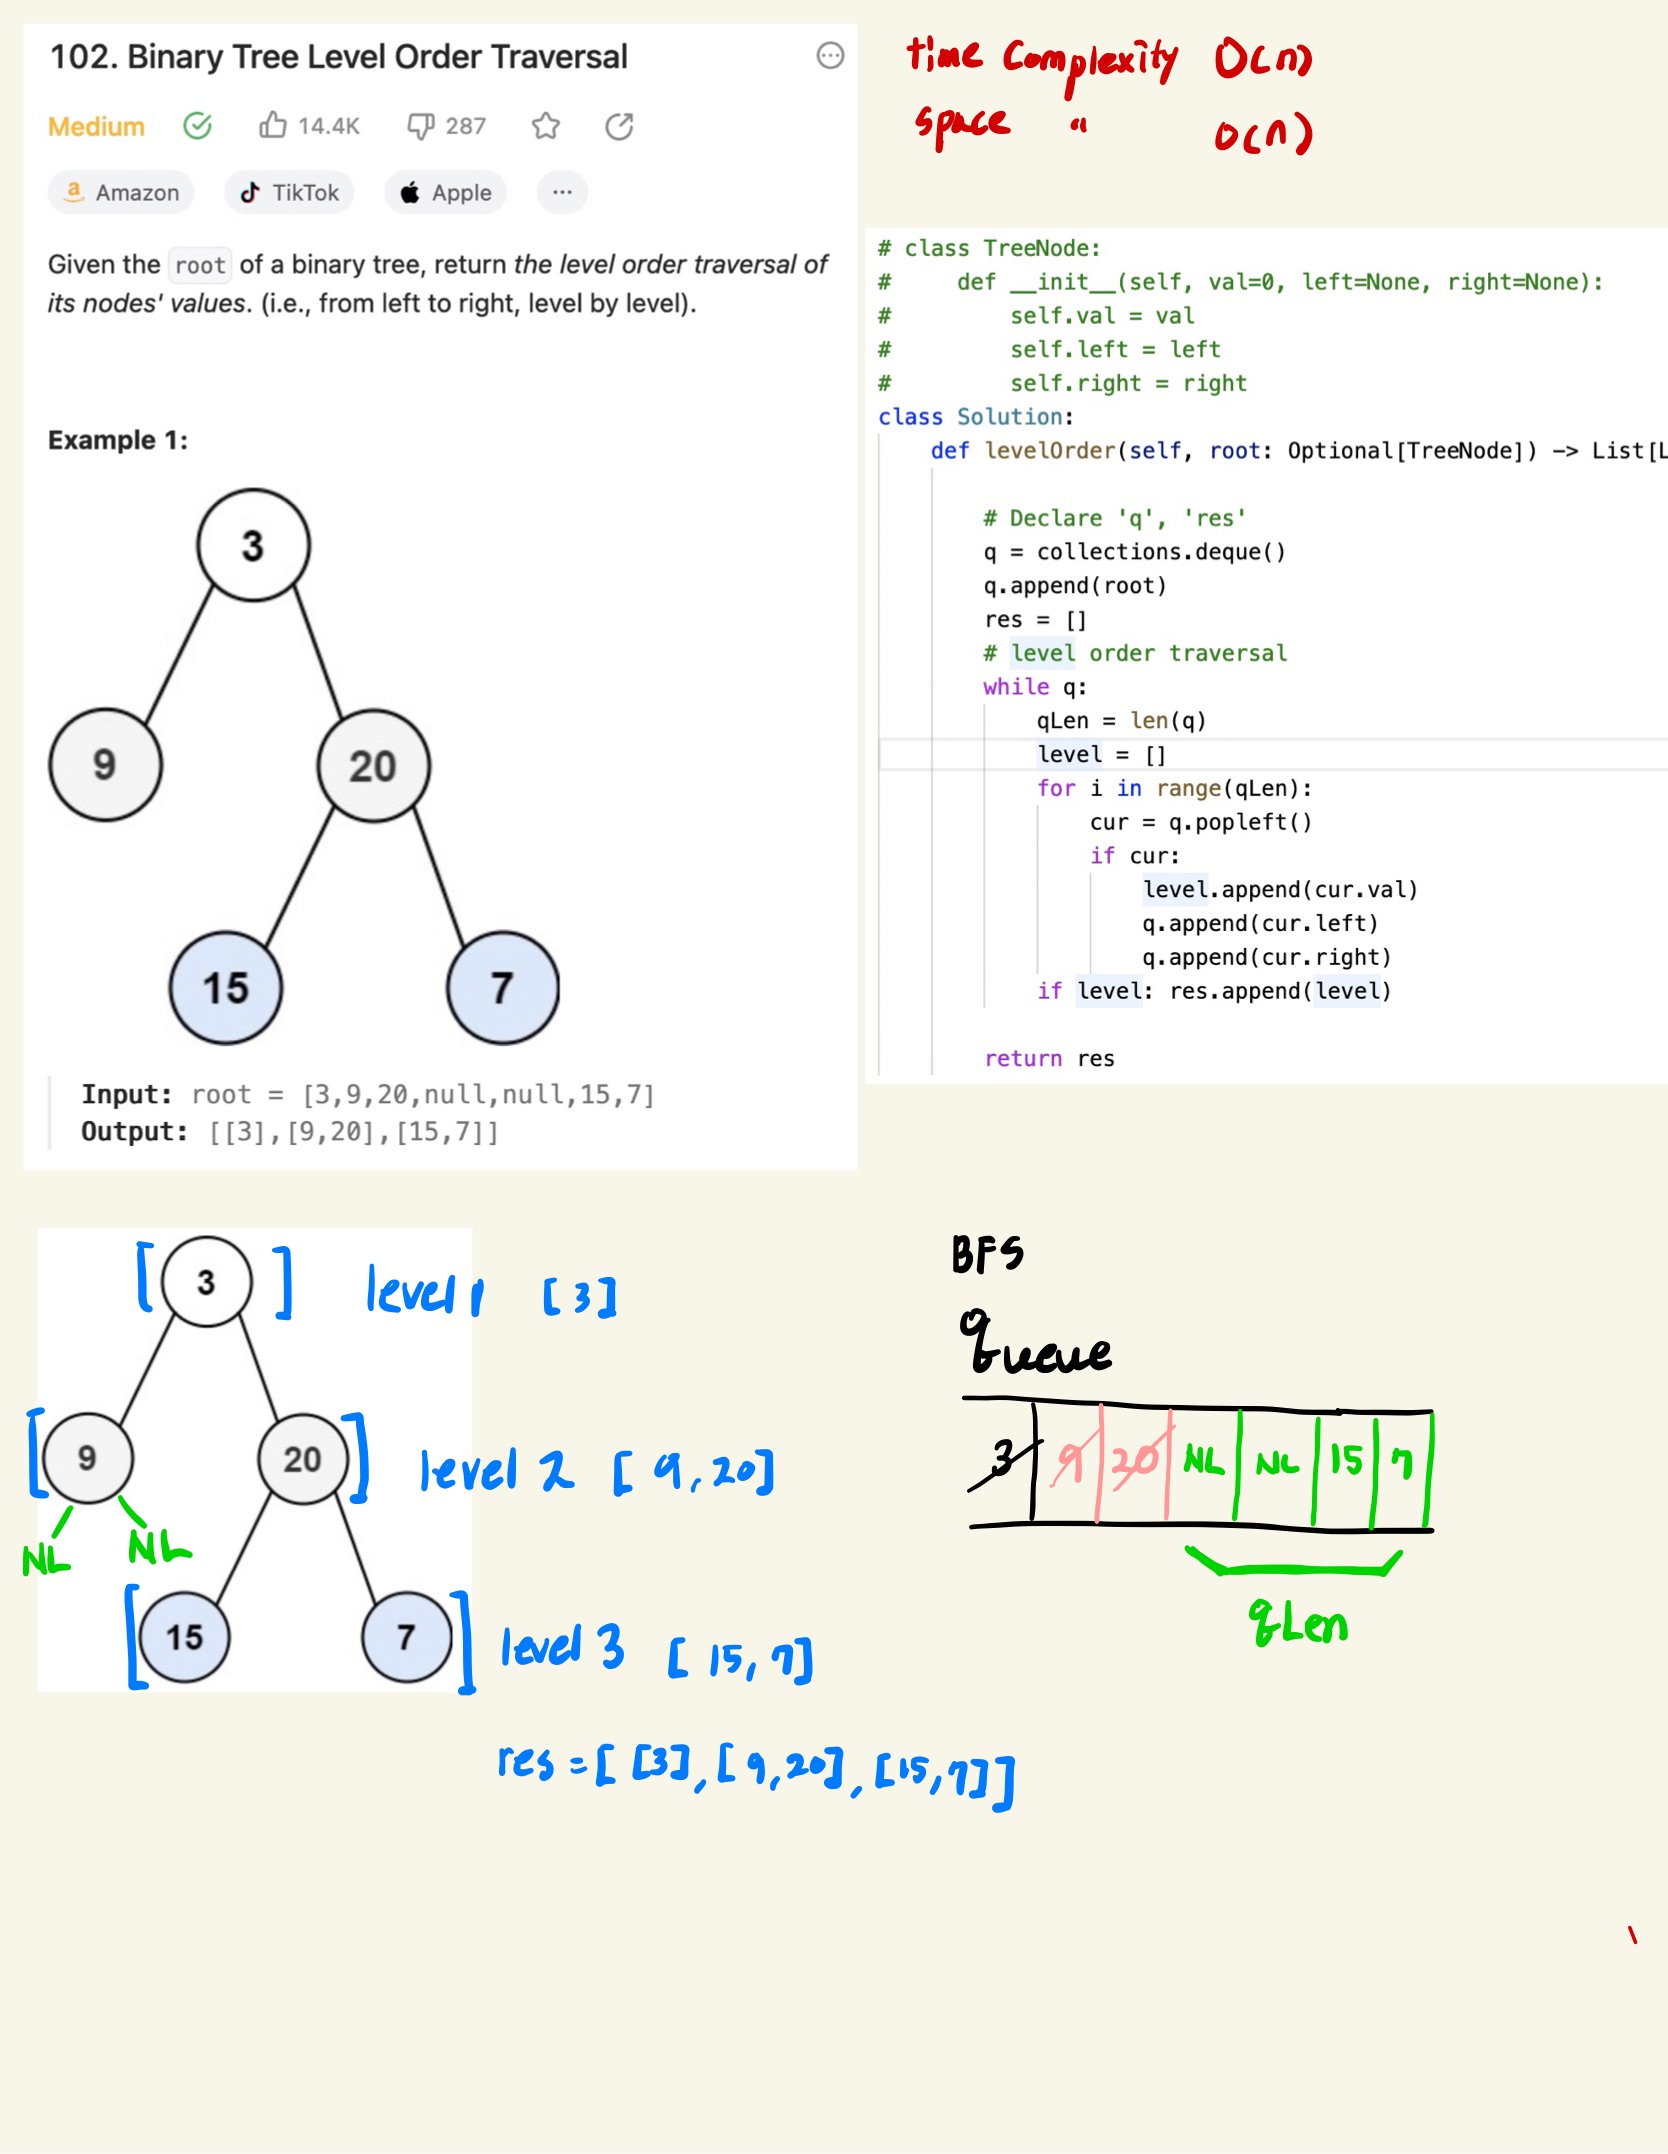 102. Binary Tree Level Order Traversal
Medium 14.4K 287
Amazon TikTok Apple ...
Given the root of a binary tree, return the level order traversal of
its nodes' values. (i.e., from left to right, level by level).
Example 1:
3
9 20
15 7
Input: root = [3,9,20,null,null,15,7]
Output: [[3],[9,20],[15,7]]
time Complexity O(n)
space " O(n)
# class TreeNode:
#     def __init__(self, val=0, left=None, right=None):
#         self.val = val
#         self.left = left
#         self.right = right
class Solution:
    def levelOrder(self, root: Optional[TreeNode]) -> List[L
        # Declare 'q', 'res'
        q = collections.deque()
        q.append(root)
        res = []
        # level order traversal
        while q:
            qLen = len(q)
            level = []
            for i in range(qLen):
                cur = q.popleft()
                if cur:
                    level.append(cur.val)
                    q.append(cur.left)
                    q.append(cur.right)
            if level: res.append(level)
        return res
[ 3 ] level 1 [3]
[ 9 20 ] level 2 [9,20]
NL NL
[ 15 7 ] level 3 [15,7]
res = [[3],[9,20],[15,7]]
BFS
queue
3 9 20 NL NL 15 7
qLen